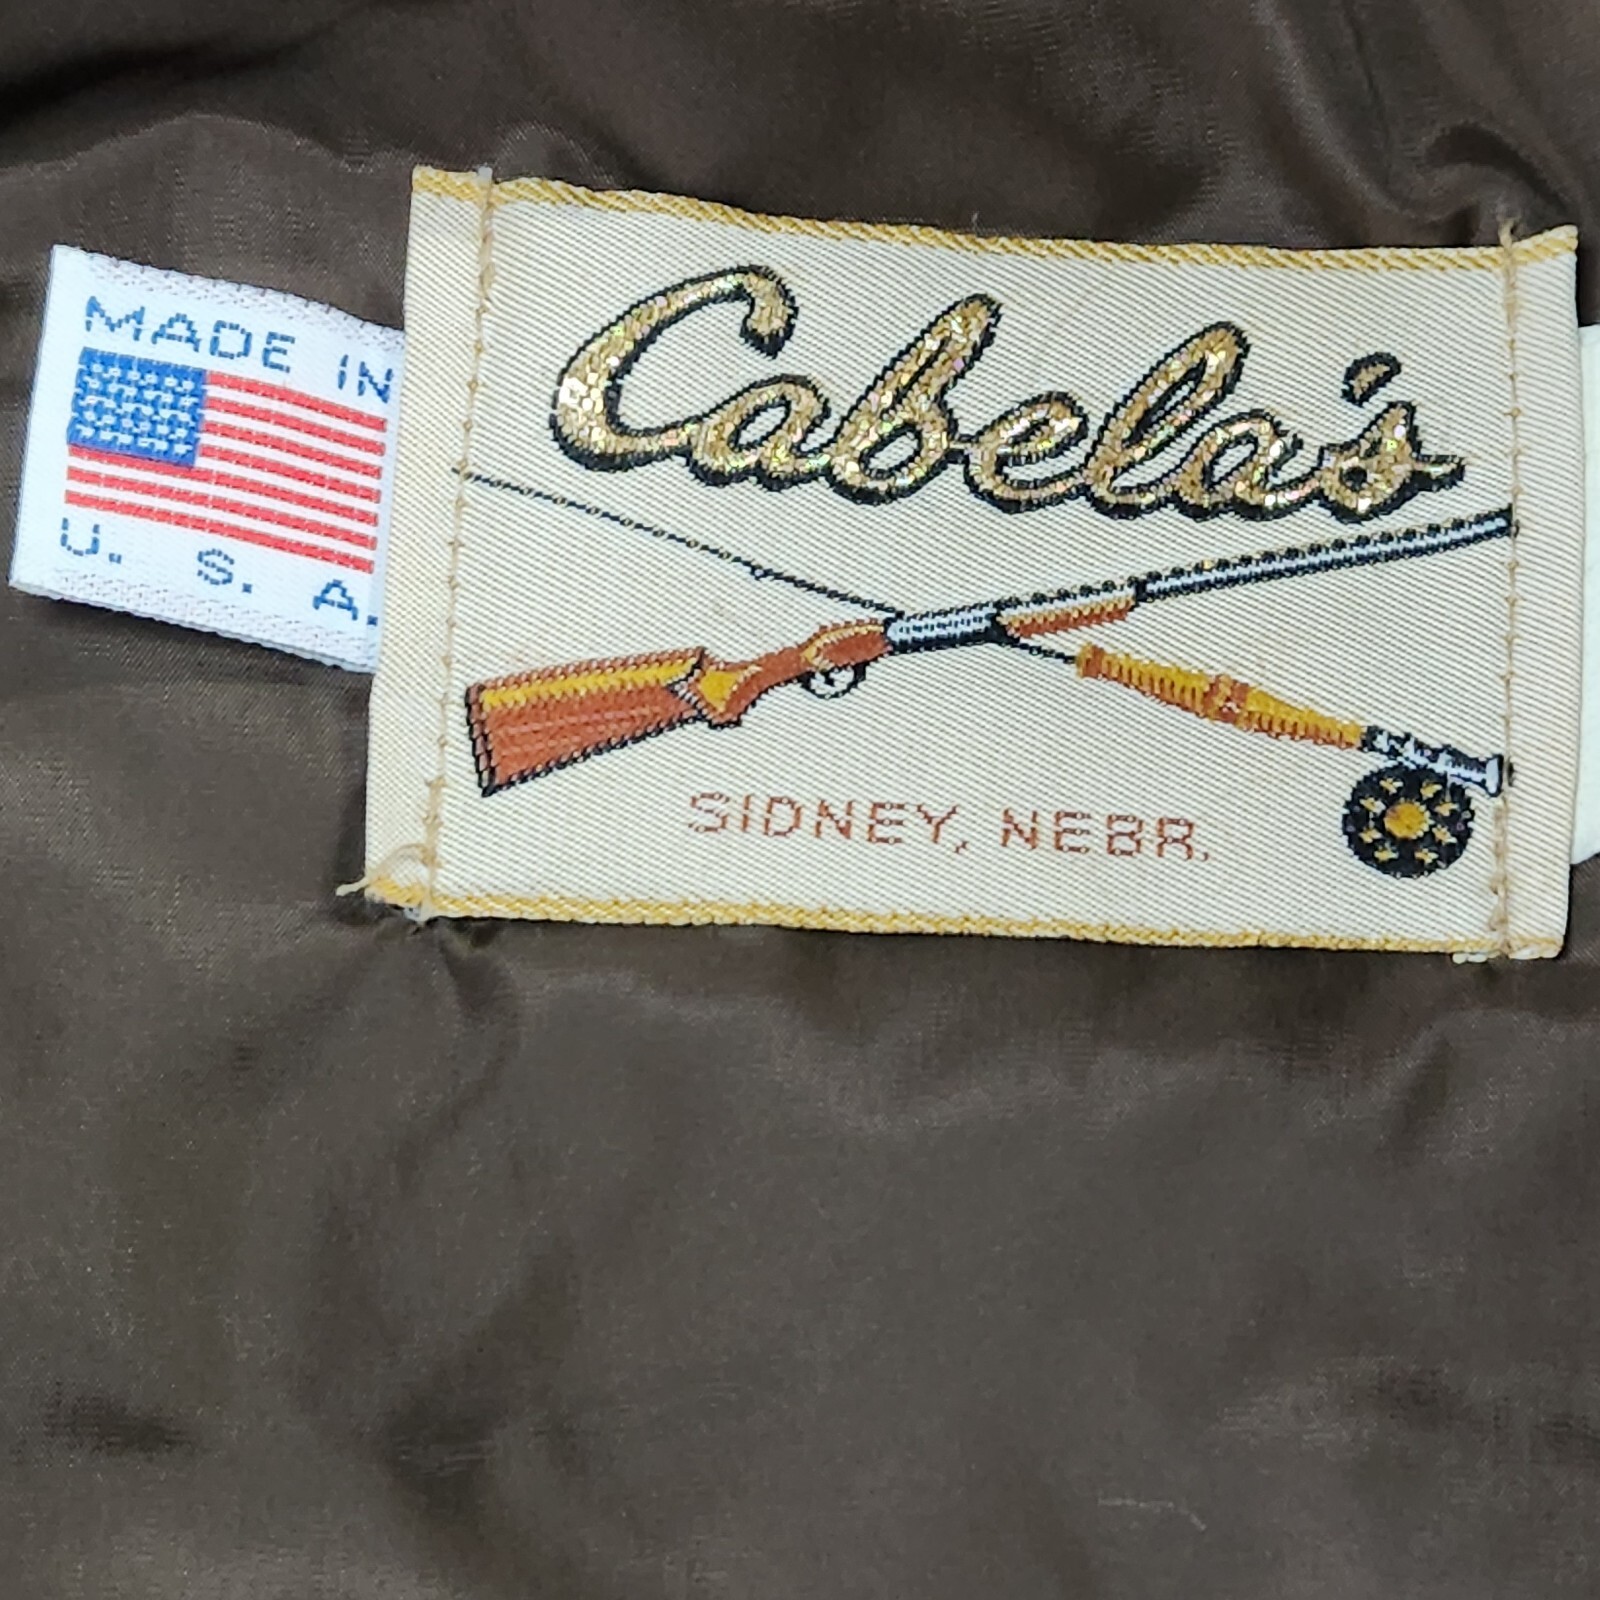 MADE IN
U. S. A.
Cabela's
SIDNEY, NEBR.